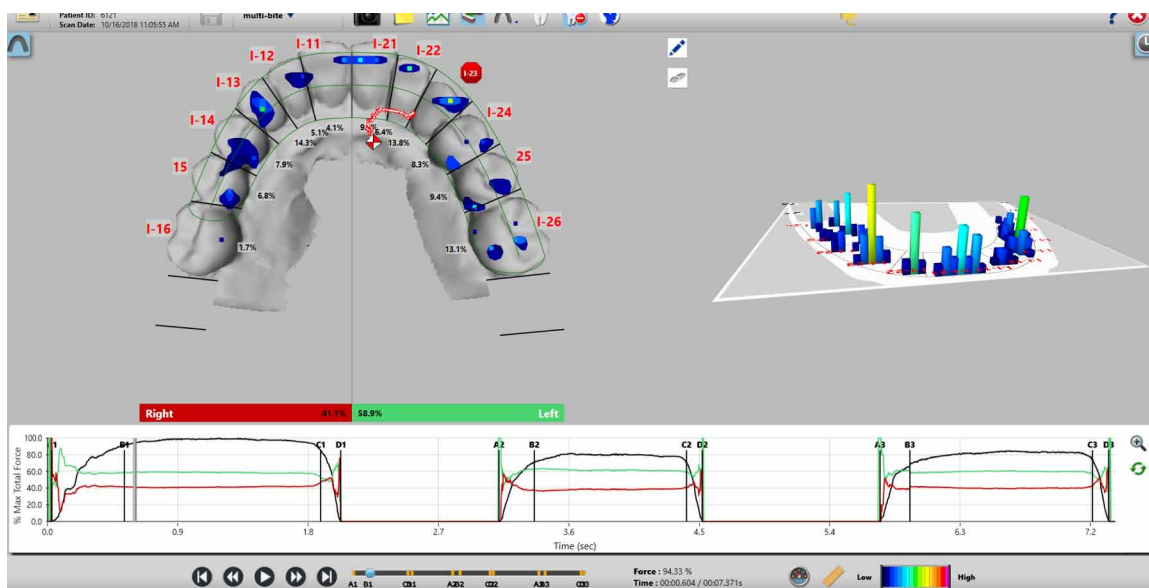 Patient ID: 6121
Scan Date: 10/16/2018 11:05:55 AM
multi-bite
?
I-11
I-21
I-12
I-22
I-23
I-13
I-24
I-14
25
15
I-26
I-16
4.1%
5.1%
6.4%
14.3%
13.8%
7.9%
8.3%
6.8%
9.4%
1.7%
13.1%
Right 41.1% 58.9% Left
% Max Total Force
100.0
80.0
60.0
40.0
20.0
0.0
B1 C1 D1 A2 B2 C2 D2 A3 B3 C3 D3
0.0 0.9 1.8 2.7 3.6 4.5 5.4 6.3 7.2
Time (sec)
A1 B1
Force : 94.33 %
Time : 00:00.604 / 00:07.371s
Low High